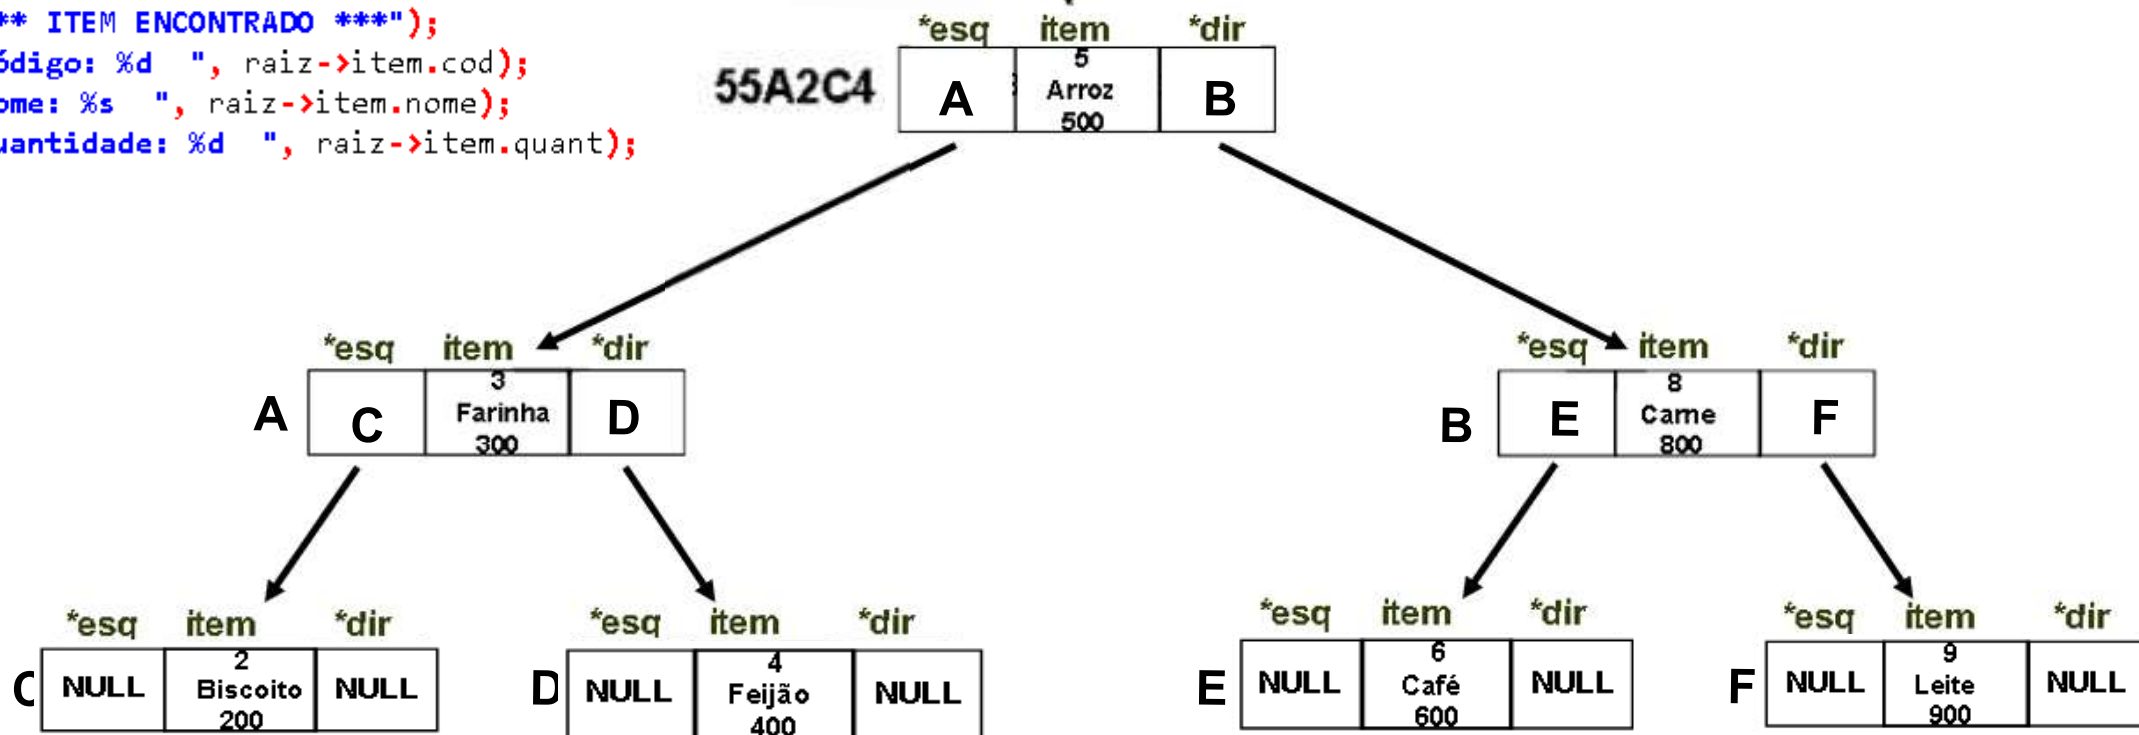 ** ITEM ENCONTRADO ***");
ódigo: %d  ", raiz->item.cod);
ome: %s  ", raiz->item.nome);
uantidade: %d  ", raiz->item.quant);
*esq item *dir
55A2C4 A 5 B
Arroz
500
*esq item *dir
A C 3 D
Farinha
300
*esq item *dir
B E 8 F
Carne
800
*esq item *dir
C NULL 2 NULL
Biscoito
200
*esq item *dir
D NULL 4 NULL
Feijão
400
*esq item *dir
E NULL 6 NULL
Café
600
*esq item *dir
F NULL 9 NULL
Leite
900